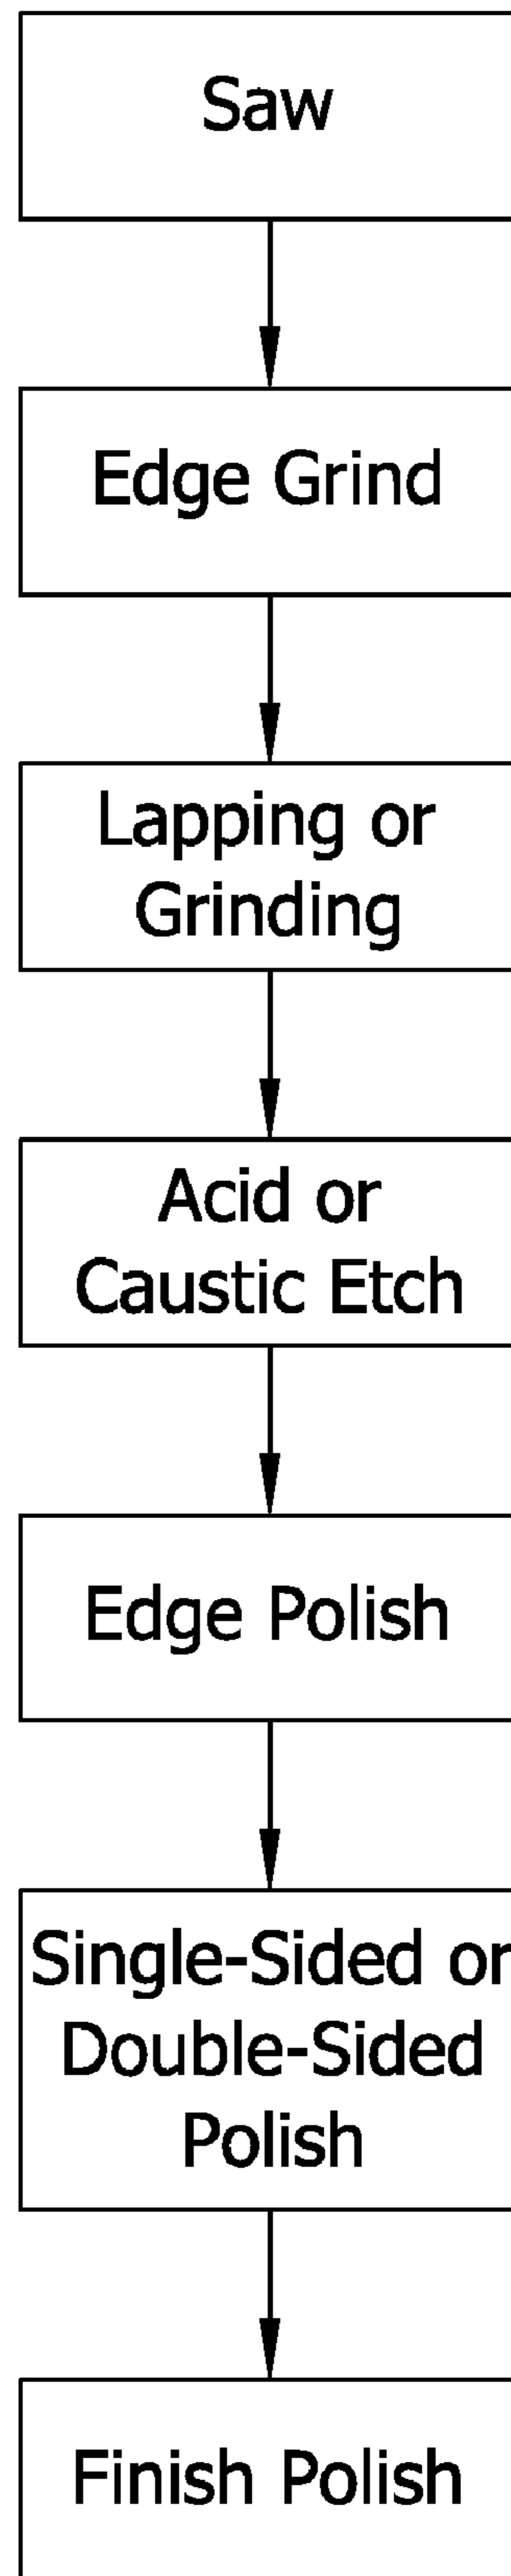 Saw
Edge Grind
Lapping or
Grinding
Acid or
Caustic Etch
Edge Polish
Single-Sided or
Double-Sided
Polish
Finish Polish